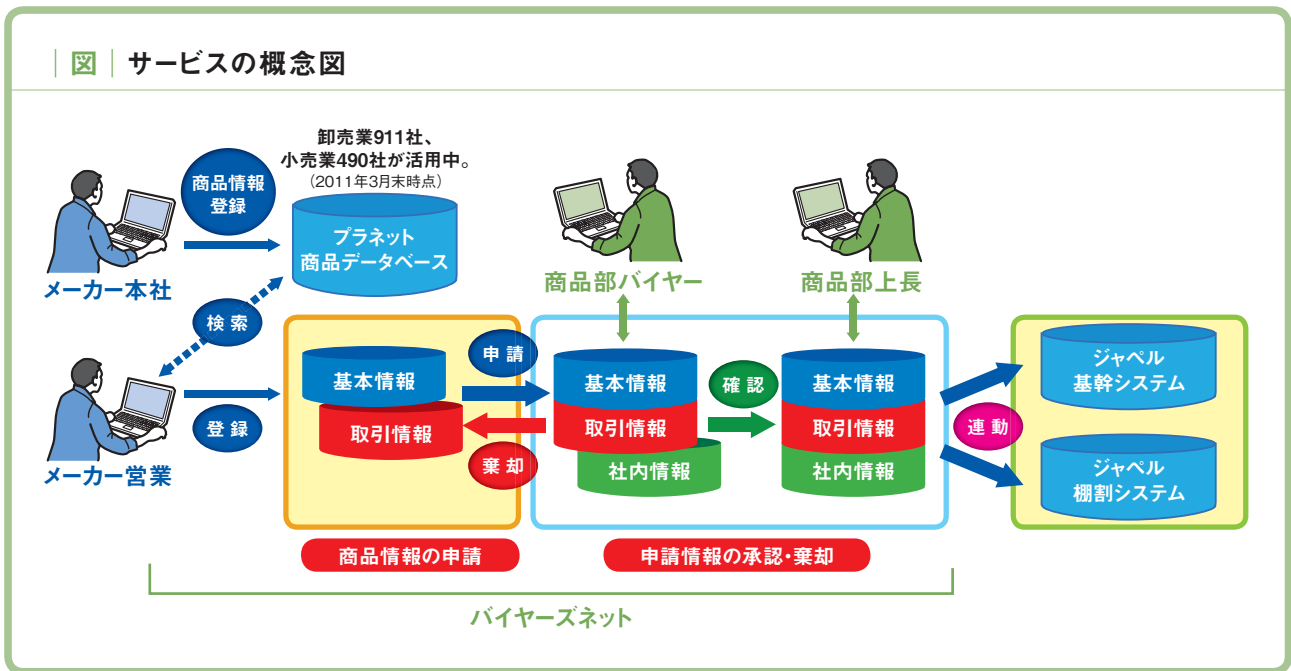 図 サービスの概念図
卸売業911社、
小売業490社が活用中。
（2011年3月末時点）
商品情報
登録
プラネット
商品データベース
メーカー本社
商品部バイヤー
商品部上長
検索
申請
基本情報
取引情報
基本情報
取引情報
社内情報
確認
基本情報
取引情報
社内情報
連動
ジャペル
基幹システム
ジャペル
棚割システム
登録
棄却
メーカー営業
商品情報の申請
申請情報の承認・棄却
バイヤーズネット